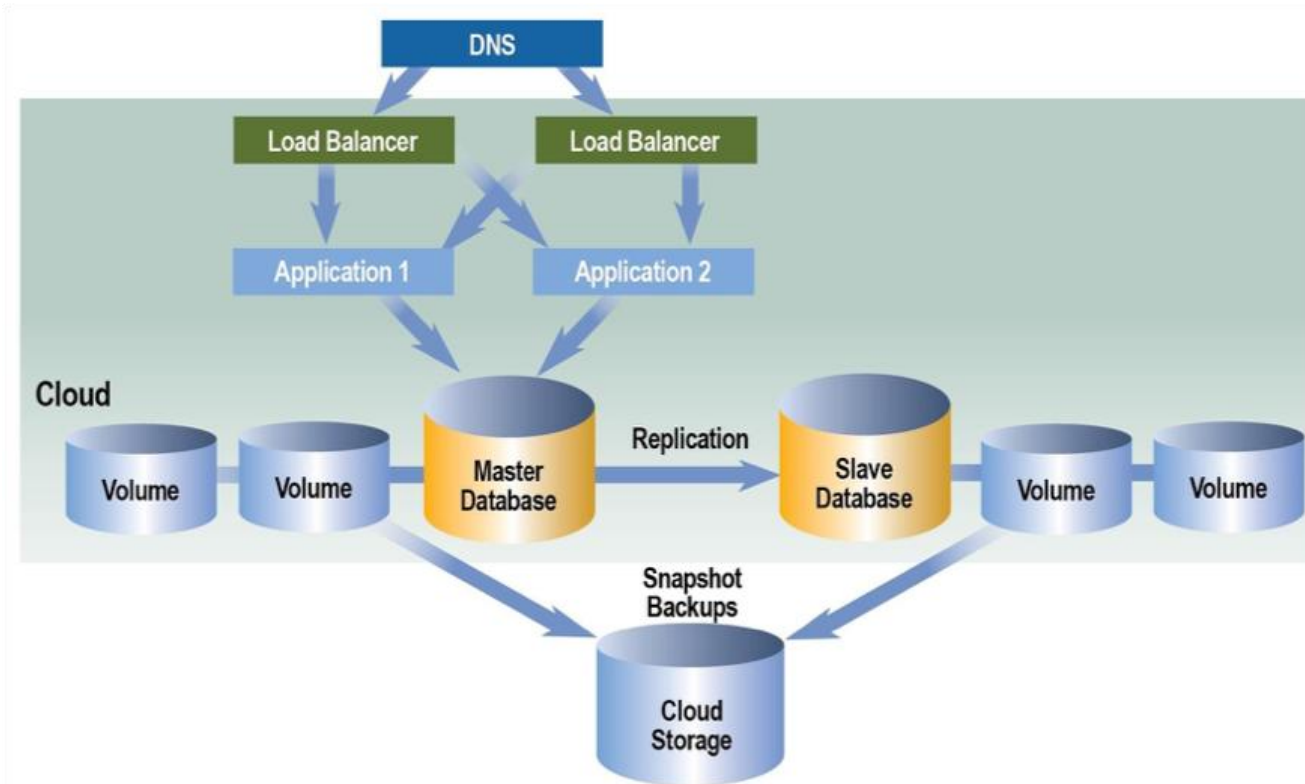 DNS
Load Balancer
Load Balancer
Application 1
Application 2
Cloud
Volume
Volume
Master
Database
Replication
Slave
Database
Volume
Volume
Snapshot
Backups
Cloud
Storage